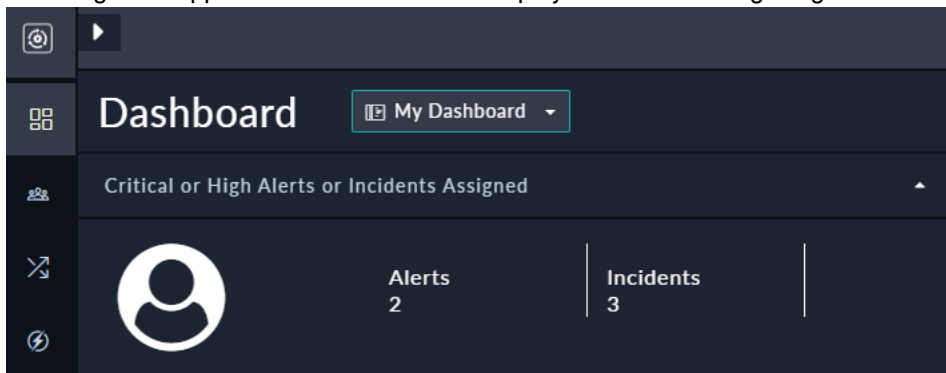 Dashboard
My Dashboard
Critical or High Alerts or Incidents Assigned
Alerts
2
Incidents
3